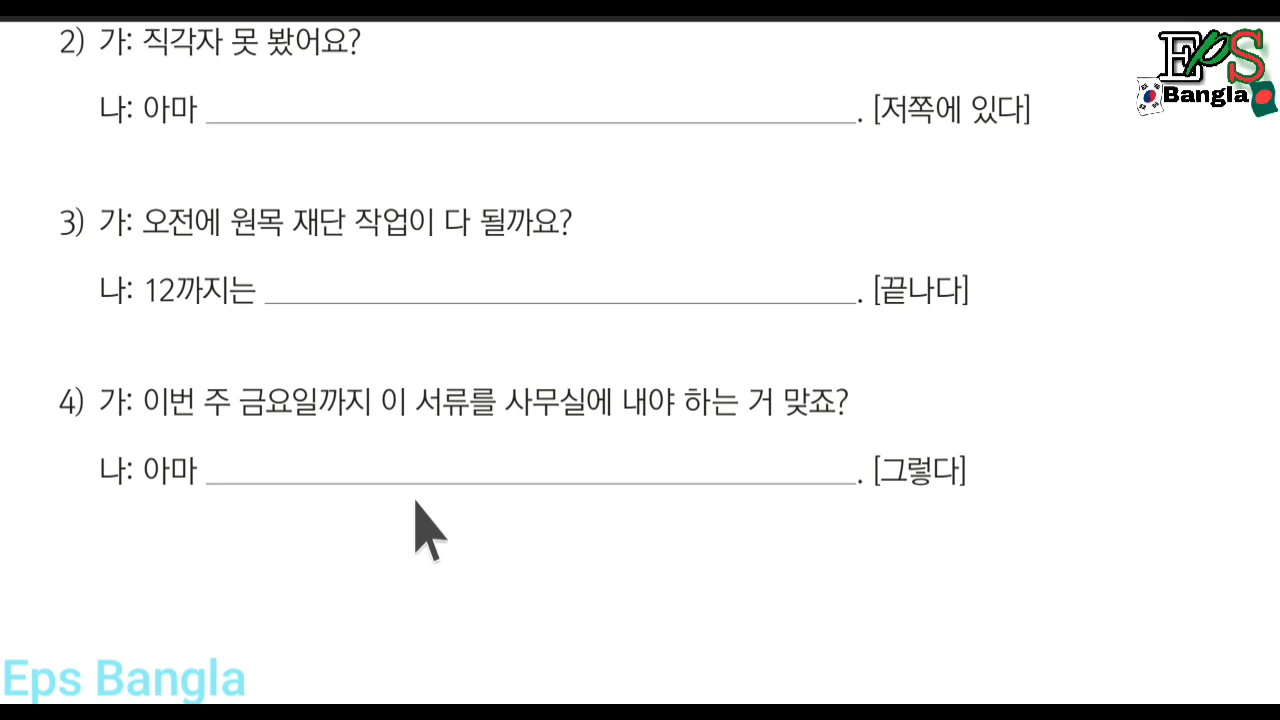 2) 가: 직각자 못 봤어요?
EpS
Bangla
나: 아마 ______. [저쪽에 있다]
3) 가: 오전에 원목 재단 작업이 다 될까요?
나: 12까지는 ______. [끝나다]
4) 가: 이번 주 금요일까지 이 서류를 사무실에 내야 하는 거 맞죠?
나: 아마 ______. [그렇다]
Eps Bangla